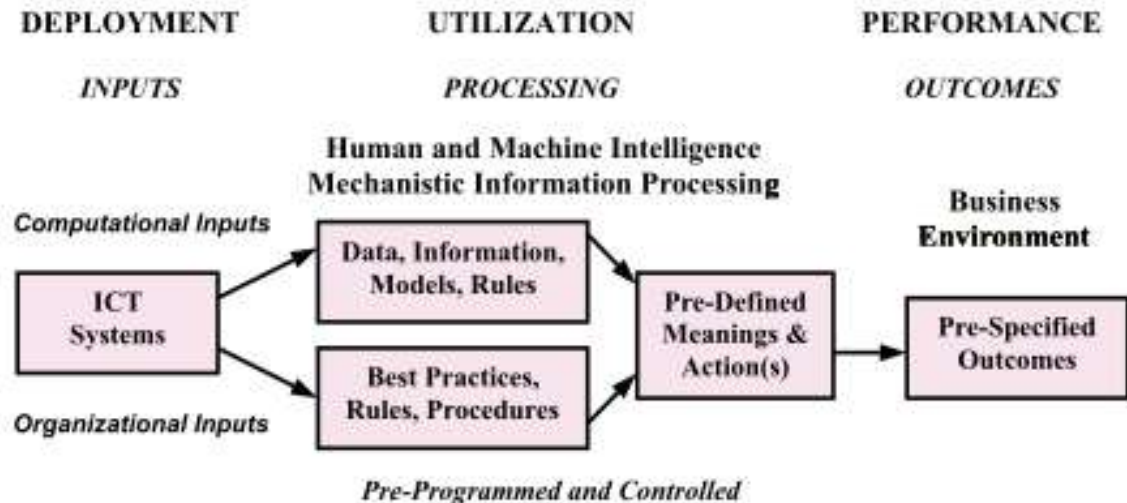 DEPLOYMENT UTILIZATION PERFORMANCE
INPUTS PROCESSING OUTCOMES
Human and Machine Intelligence
Mechanistic Information Processing
Computational Inputs
Business
Environment
Data, Information,
Models, Rules
ICT
Systems
Pre-Defined
Meanings &
Action(s)
Pre-Specified
Outcomes
Best Practices,
Rules, Procedures
Organizational Inputs
Pre-Programmed and Controlled